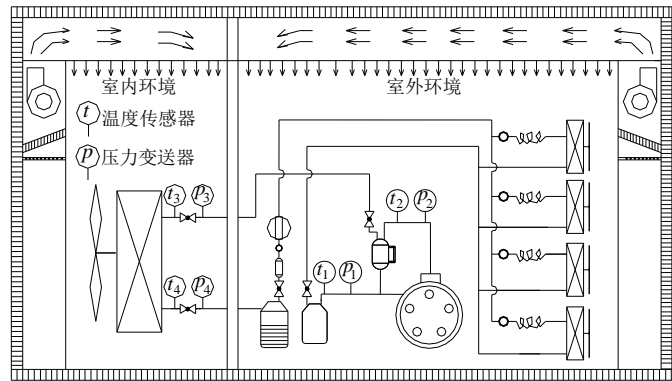 室内环境
室外环境
t 温度传感器
p 压力变送器
t3 p3
t2 p2
t1 p1
t4 p4